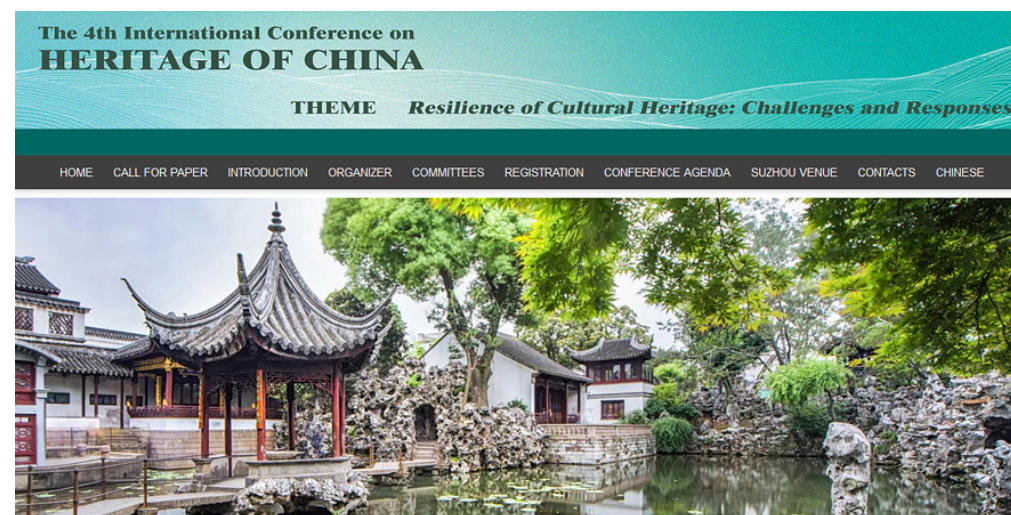 The 4th International Conference on
HERITAGE OF CHINA
THEME Resilience of Cultural Heritage: Challenges and Responses
HOME CALL FOR PAPER INTRODUCTION ORGANIZER COMMITTEES REGISTRATION CONFERENCE AGENDA SUZHOU VENUE CONTACTS CHINESE